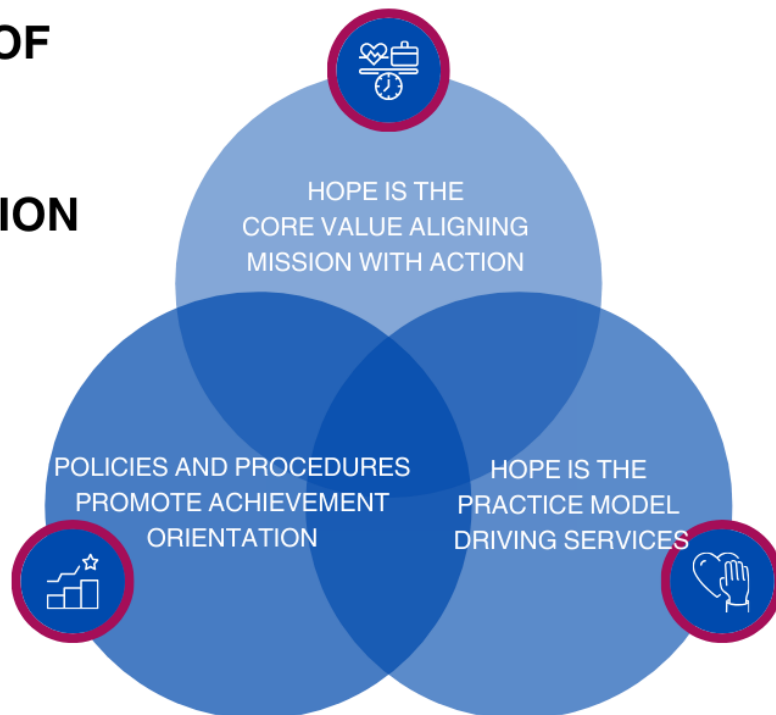 OF
ION
HOPE IS THE
CORE VALUE ALIGNING
MISSION WITH ACTION
POLICIES AND PROCEDURES
PROMOTE ACHIEVEMENT
ORIENTATION
HOPE IS THE
PRACTICE MODEL
DRIVING SERVICES